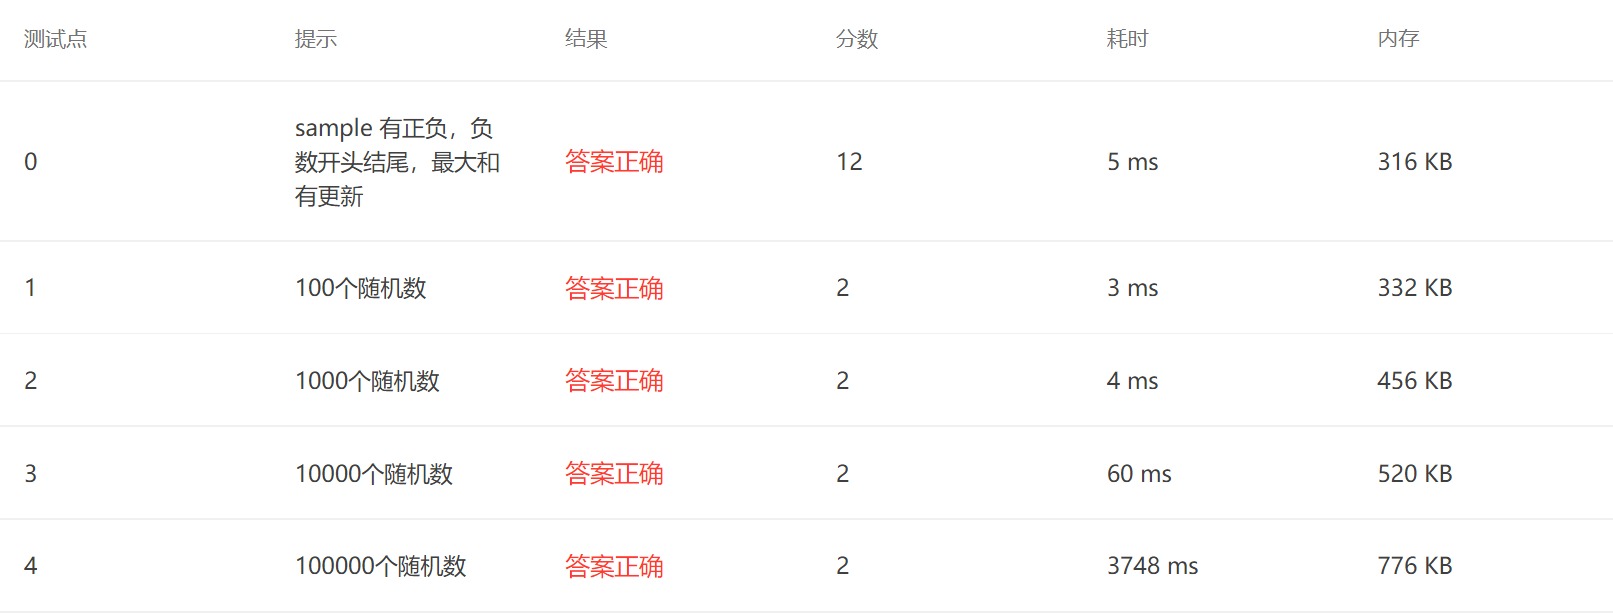 测试点 提示 结果 分数 耗时 内存
0 sample 有正负，负数开头结尾，最大和有更新 答案正确 12 5 ms 316 KB
1 100个随机数 答案正确 2 3 ms 332 KB
2 1000个随机数 答案正确 2 4 ms 456 KB
3 10000个随机数 答案正确 2 60 ms 520 KB
4 100000个随机数 答案正确 2 3748 ms 776 KB